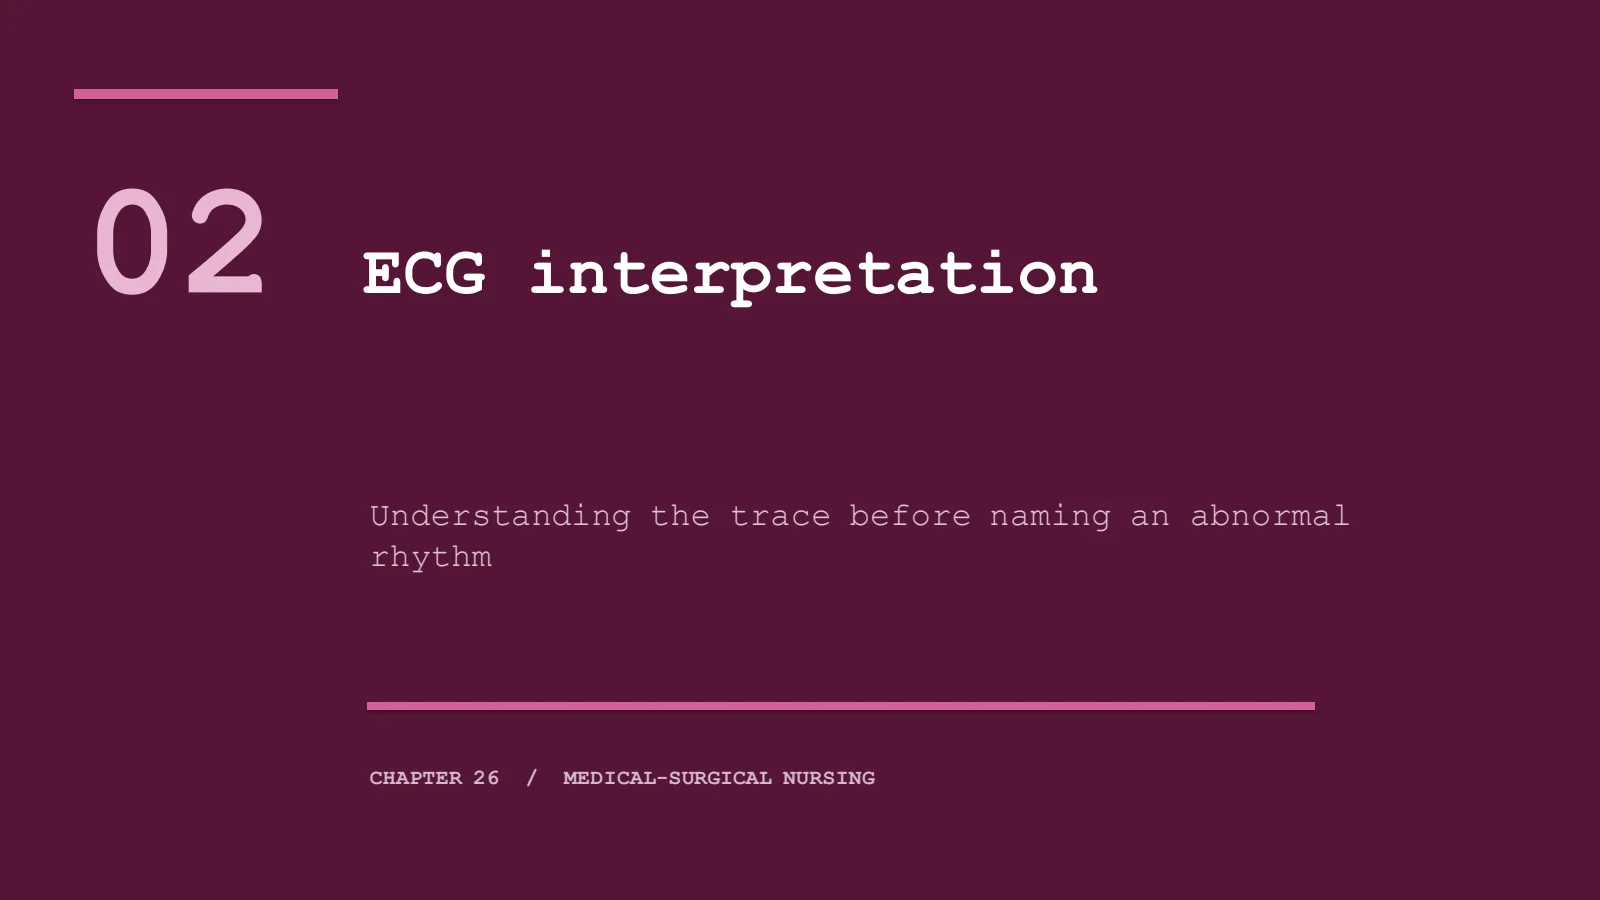 02
ECG interpretation
Understanding the trace before naming an abnormal
rhythm
CHAPTER 26 / MEDICAL-SURGICAL NURSING